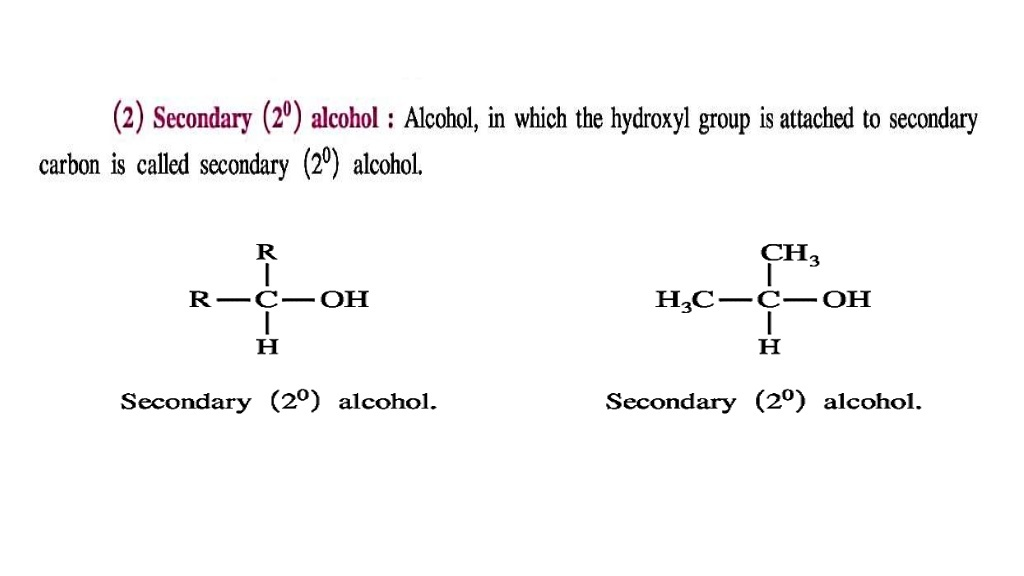 (2) Secondary (2⁰) alcohol : Alcohol, in which the hydroxyl group is attached to secondary
carbon is called secondary (2⁰) alcohol.
R
R—C—OH
H
Secondary (2⁰) alcohol.
CH₃
H₃C—C—OH
H
Secondary (2⁰) alcohol.